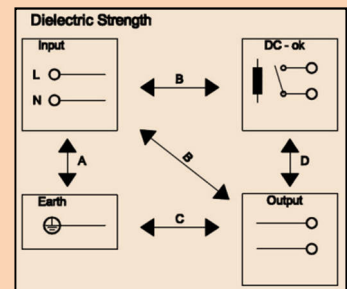 Dielectric Strength
Input
DC - ok
L
N
B
A
B
D
Earth
C
Output